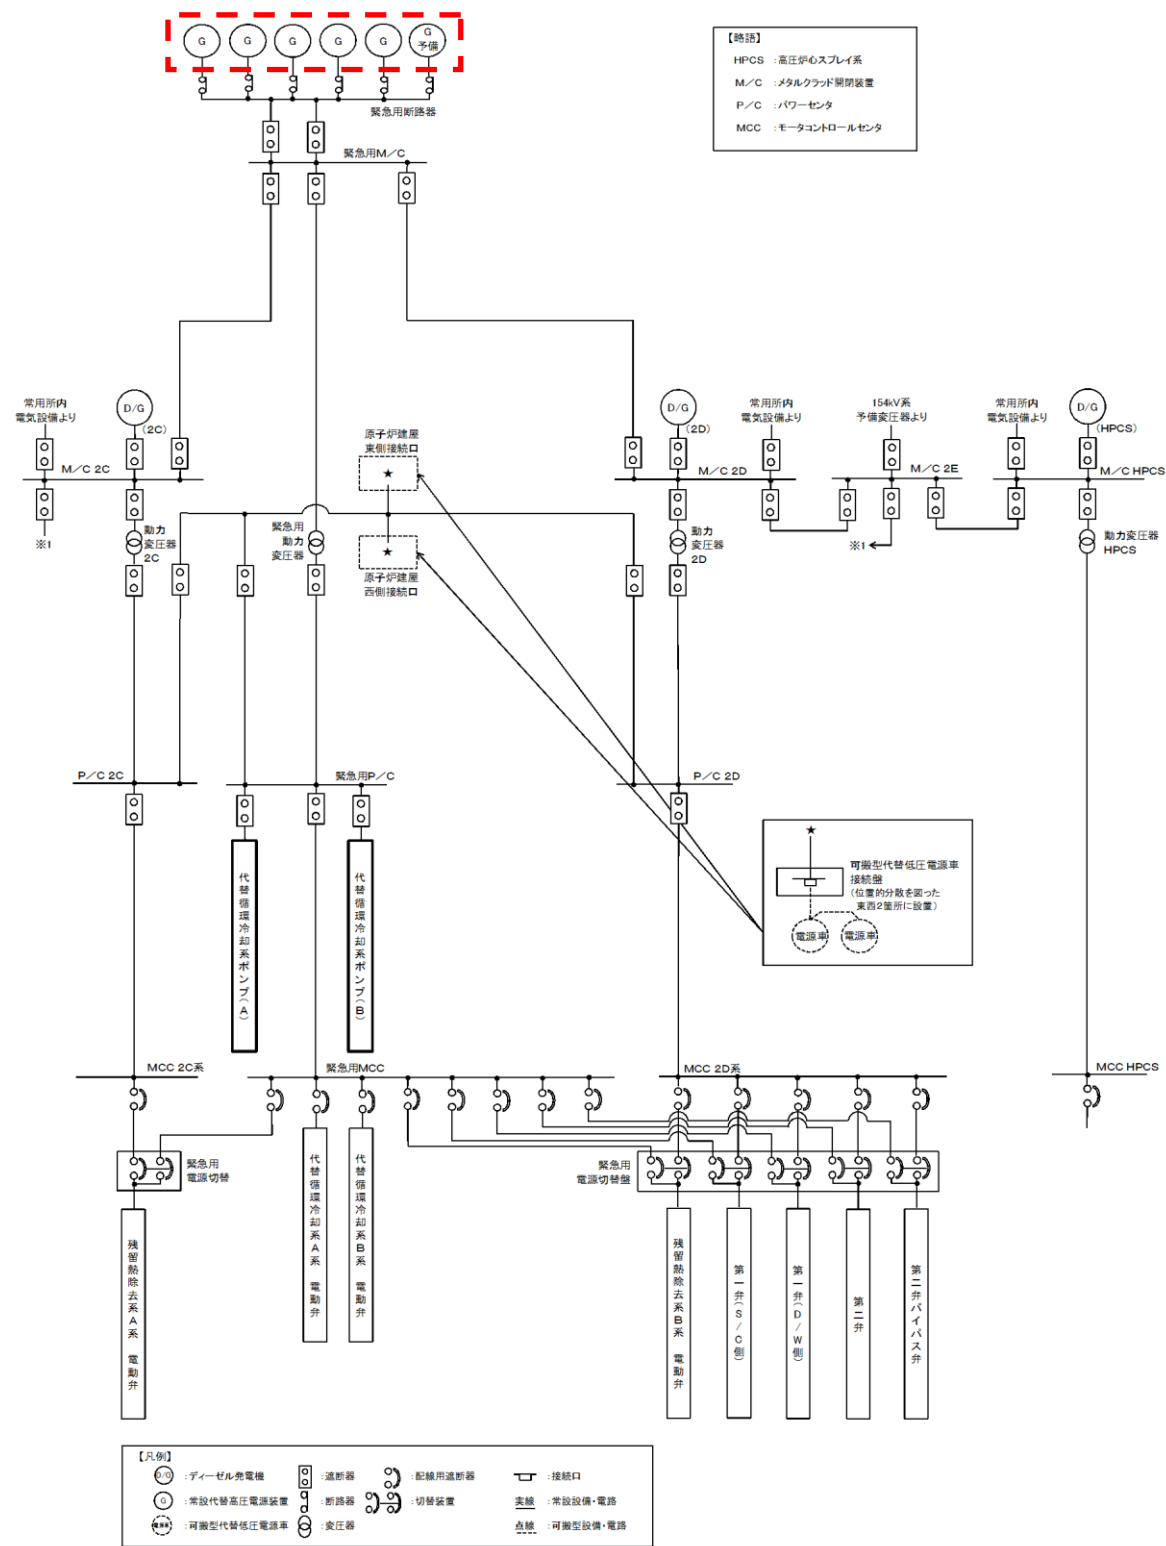 G
G
G
G
G
G
予備
緊急用断路器
緊急用M/C
【略語】
HPCS :高圧炉心スプレイ系
M/C :メタルクラッド開閉装置
P/C :パワーセンタ
MCC :モータコントロールセンタ
常用所内
電気設備より
D/G
(2C)
M/C 2C
※1
動力
変圧器
2C
原子炉建屋
東側接続口
★
緊急用
動力
変圧器
★
原子炉建屋
西側接続口
D/G
(2D)
M/C 2D
動力
変圧器
2D
常用所内
電気設備より
154kV系
予備変圧器より
M/C 2E
※1
常用所内
電気設備より
D/G
(HPCS)
M/C HPCS
動力変圧器
HPCS
P/C 2C
緊急用P/C
P/C 2D
代替循環冷却系ポンプ(A)
代替循環冷却系ポンプ(B)
★
可搬型代替低圧電源車
接続盤
(位置的分散を図った
東西2箇所に設置)
電源車
電源車
MCC 2C系
緊急用MCC
MCC 2D系
MCC HPCS
緊急用
電源切替
緊急用
電源切替盤
残留熱除去系A系 電動弁
代替循環冷却系A系 電動弁
代替循環冷却系B系 電動弁
残留熱除去系B系 電動弁
第一弁(S/C側)
第一弁(D/W側)
第二弁
第二弁バイパス弁
【凡例】
D/G :ディーゼル発電機
:遮断器
:配線用遮断器
:接続口
G :常設代替高圧電源装置
:断路器
:切替装置
実線 :常設設備・電路
電源車 :可搬型代替低圧電源車
:変圧器
点線 :可搬型設備・電路